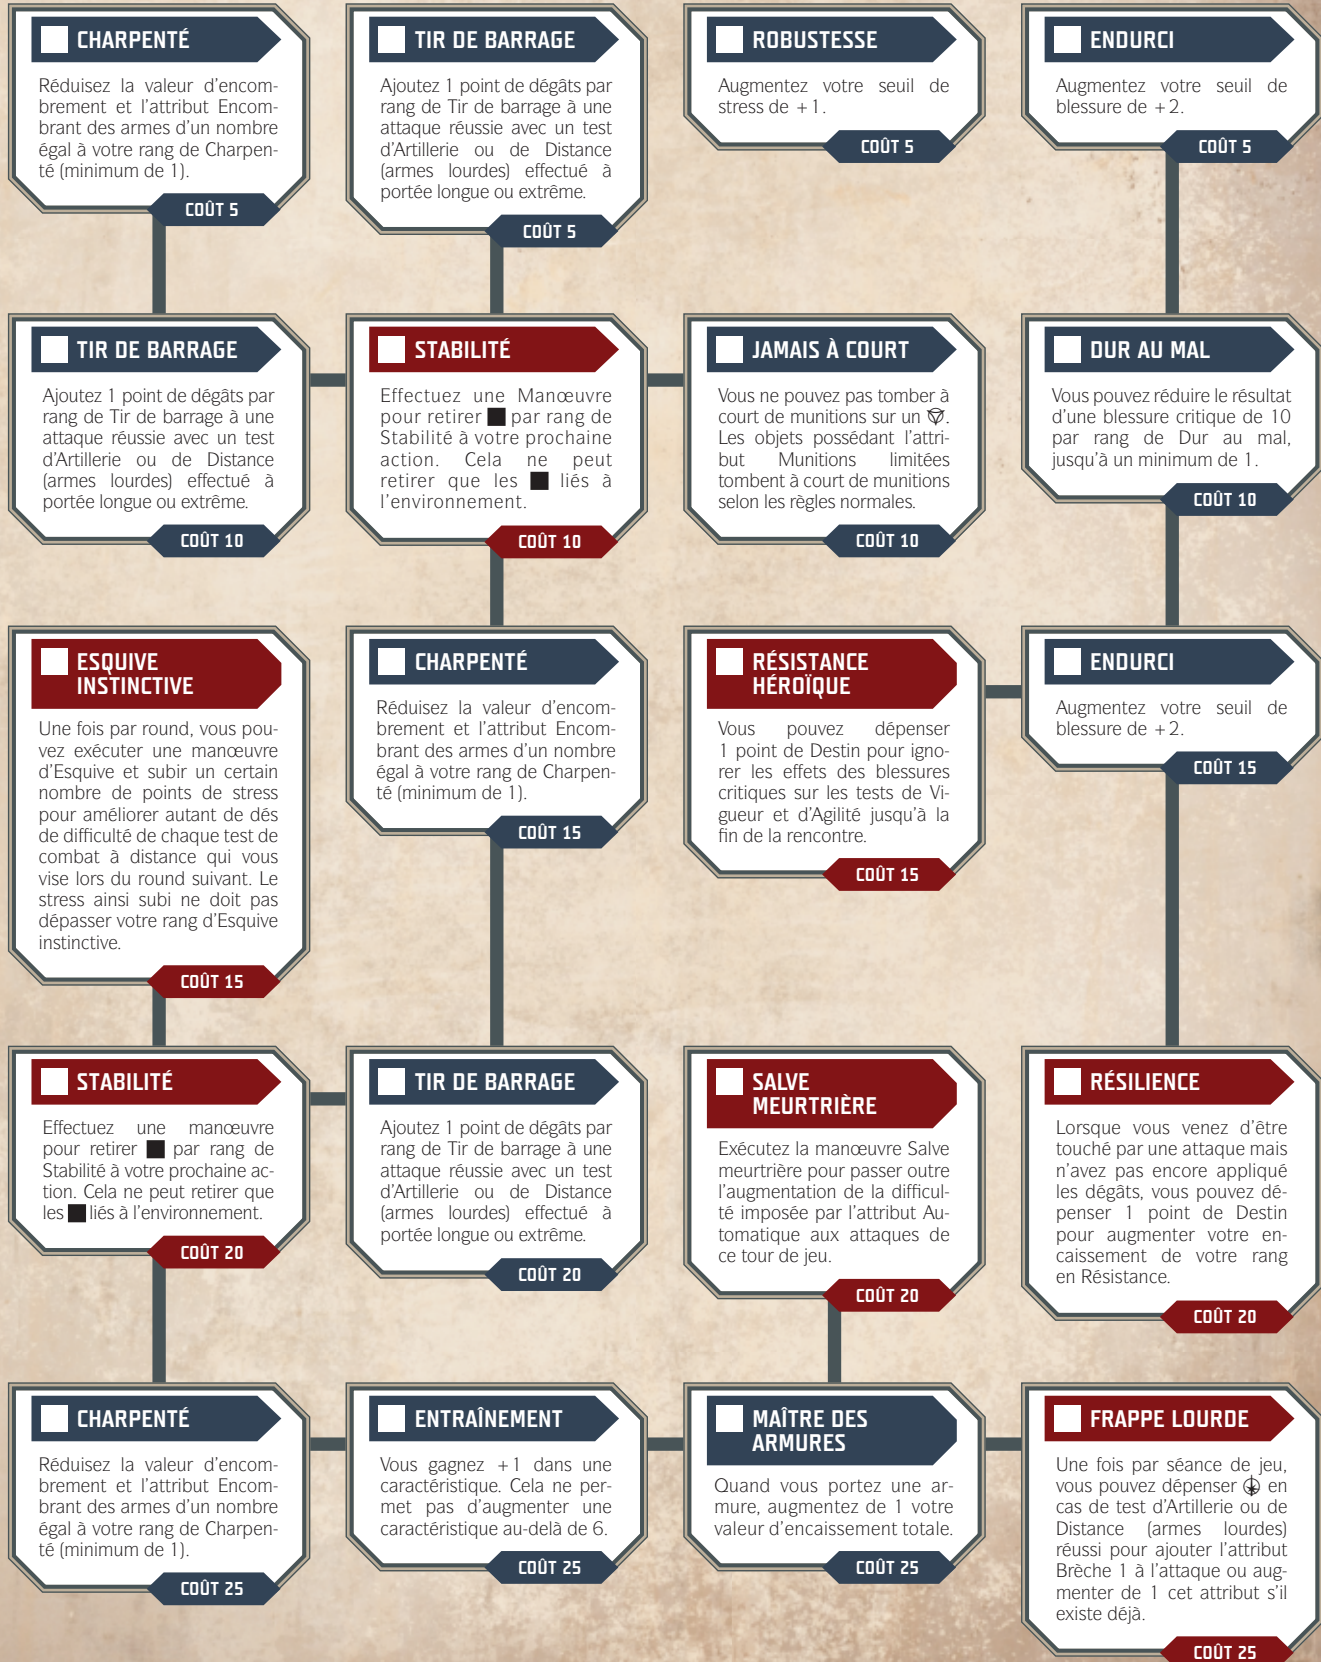 CHARPENTÉ
Réduisez la valeur d'encom-
brement et l'attribut Encom-
brant des armes d'un nombre
égal à votre rang de Charpen-
té (minimum de 1).
COÛT 5
TIR DE BARRAGE
Ajoutez 1 point de dégâts par
rang de Tir de barrage à une
attaque réussie avec un test
d'Artillerie ou de Distance
(armes lourdes) effectué à
portée longue ou extrême.
COÛT 5
ROBUSTESSE
Augmentez votre seuil de
stress de +1.
COÛT 5
ENDURCI
Augmentez votre seuil de
blessure de +2.
COÛT 5
TIR DE BARRAGE
Ajoutez 1 point de dégâts par
rang de Tir de barrage à une
attaque réussie avec un test
d'Artillerie ou de Distance
(armes lourdes) effectué à
portée longue ou extrême.
COÛT 10
STABILITÉ
Effectuez une Manœuvre
pour retirer ■ par rang de
Stabilité à votre prochaine
action. Cela ne peut
retirer que les ■ liés à
l'environnement.
COÛT 10
JAMAIS À COURT
Vous ne pouvez pas tomber à
court de munitions sur un .
Les objets possédant l'attri-
but Munitions limitées
tombent à court de munitions
selon les règles normales.
COÛT 10
DUR AU MAL
Vous pouvez réduire le résultat
d'une blessure critique de 10
par rang de Dur au mal,
jusqu'à un minimum de 1.
COÛT 10
ESQUIVE
INSTINCTIVE
Une fois par round, vous pou-
vez exécuter une manœuvre
d'Esquive et subir un certain
nombre de points de stress
pour améliorer autant de dés
de difficulté de chaque test de
combat à distance qui vous
vise lors du round suivant. Le
stress ainsi subi ne doit pas
dépasser votre rang d'Esquive
instinctive.
COÛT 15
CHARPENTÉ
Réduisez la valeur d'encom-
brement et l'attribut Encom-
brant des armes d'un nombre
égal à votre rang de Charpen-
té (minimum de 1).
COÛT 15
RÉSISTANCE
HÉROÏQUE
Vous pouvez dépenser
1 point de Destin pour igno-
rer les effets des blessures
critiques sur les tests de Vi-
gueur et d'Agilité jusqu'à la
fin de la rencontre.
COÛT 15
ENDURCI
Augmentez votre seuil de
blessure de +2.
COÛT 15
STABILITÉ
Effectuez une manœuvre
pour retirer ■ par rang de
Stabilité à votre prochaine ac-
tion. Cela ne peut retirer que
les ■ liés à l'environnement.
COÛT 20
TIR DE BARRAGE
Ajoutez 1 point de dégâts par
rang de Tir de barrage à une
attaque réussie avec un test
d'Artillerie ou de Distance
(armes lourdes) effectué à
portée longue ou extrême.
COÛT 20
SALVE
MEURTRIÈRE
Exécutez la manœuvre Salve
meurtrière pour passer outre
l'augmentation de la difficul-
té imposée par l'attribut Au-
tomatique aux attaques de
ce tour de jeu.
COÛT 20
RÉSILIENCE
Lorsque vous venez d'être
touché par une attaque mais
n'avez pas encore appliqué
les dégâts, vous pouvez dé-
penser 1 point de Destin
pour augmenter votre en-
caissement de votre rang
en Résistance.
COÛT 20
CHARPENTÉ
Réduisez la valeur d'encom-
brement et l'attribut Encom-
brant des armes d'un nombre
égal à votre rang de Charpen-
té (minimum de 1).
COÛT 25
ENTRAÎNEMENT
Vous gagnez +1 dans une
caractéristique. Cela ne per-
met pas d'augmenter une
caractéristique au-delà de 6.
COÛT 25
MAÎTRE DES
ARMURES
Quand vous portez une ar-
mure, augmentez de 1 votre
valeur d'encaissement totale.
COÛT 25
FRAPPE LOURDE
Une fois par séance de jeu,
vous pouvez dépenser en
cas de test d'Artillerie ou de
Distance (armes lourdes)
réussi pour ajouter l'attribut
Brèche 1 à l'attaque ou aug-
menter de 1 cet attribut s'il
existe déjà.
COÛT 25